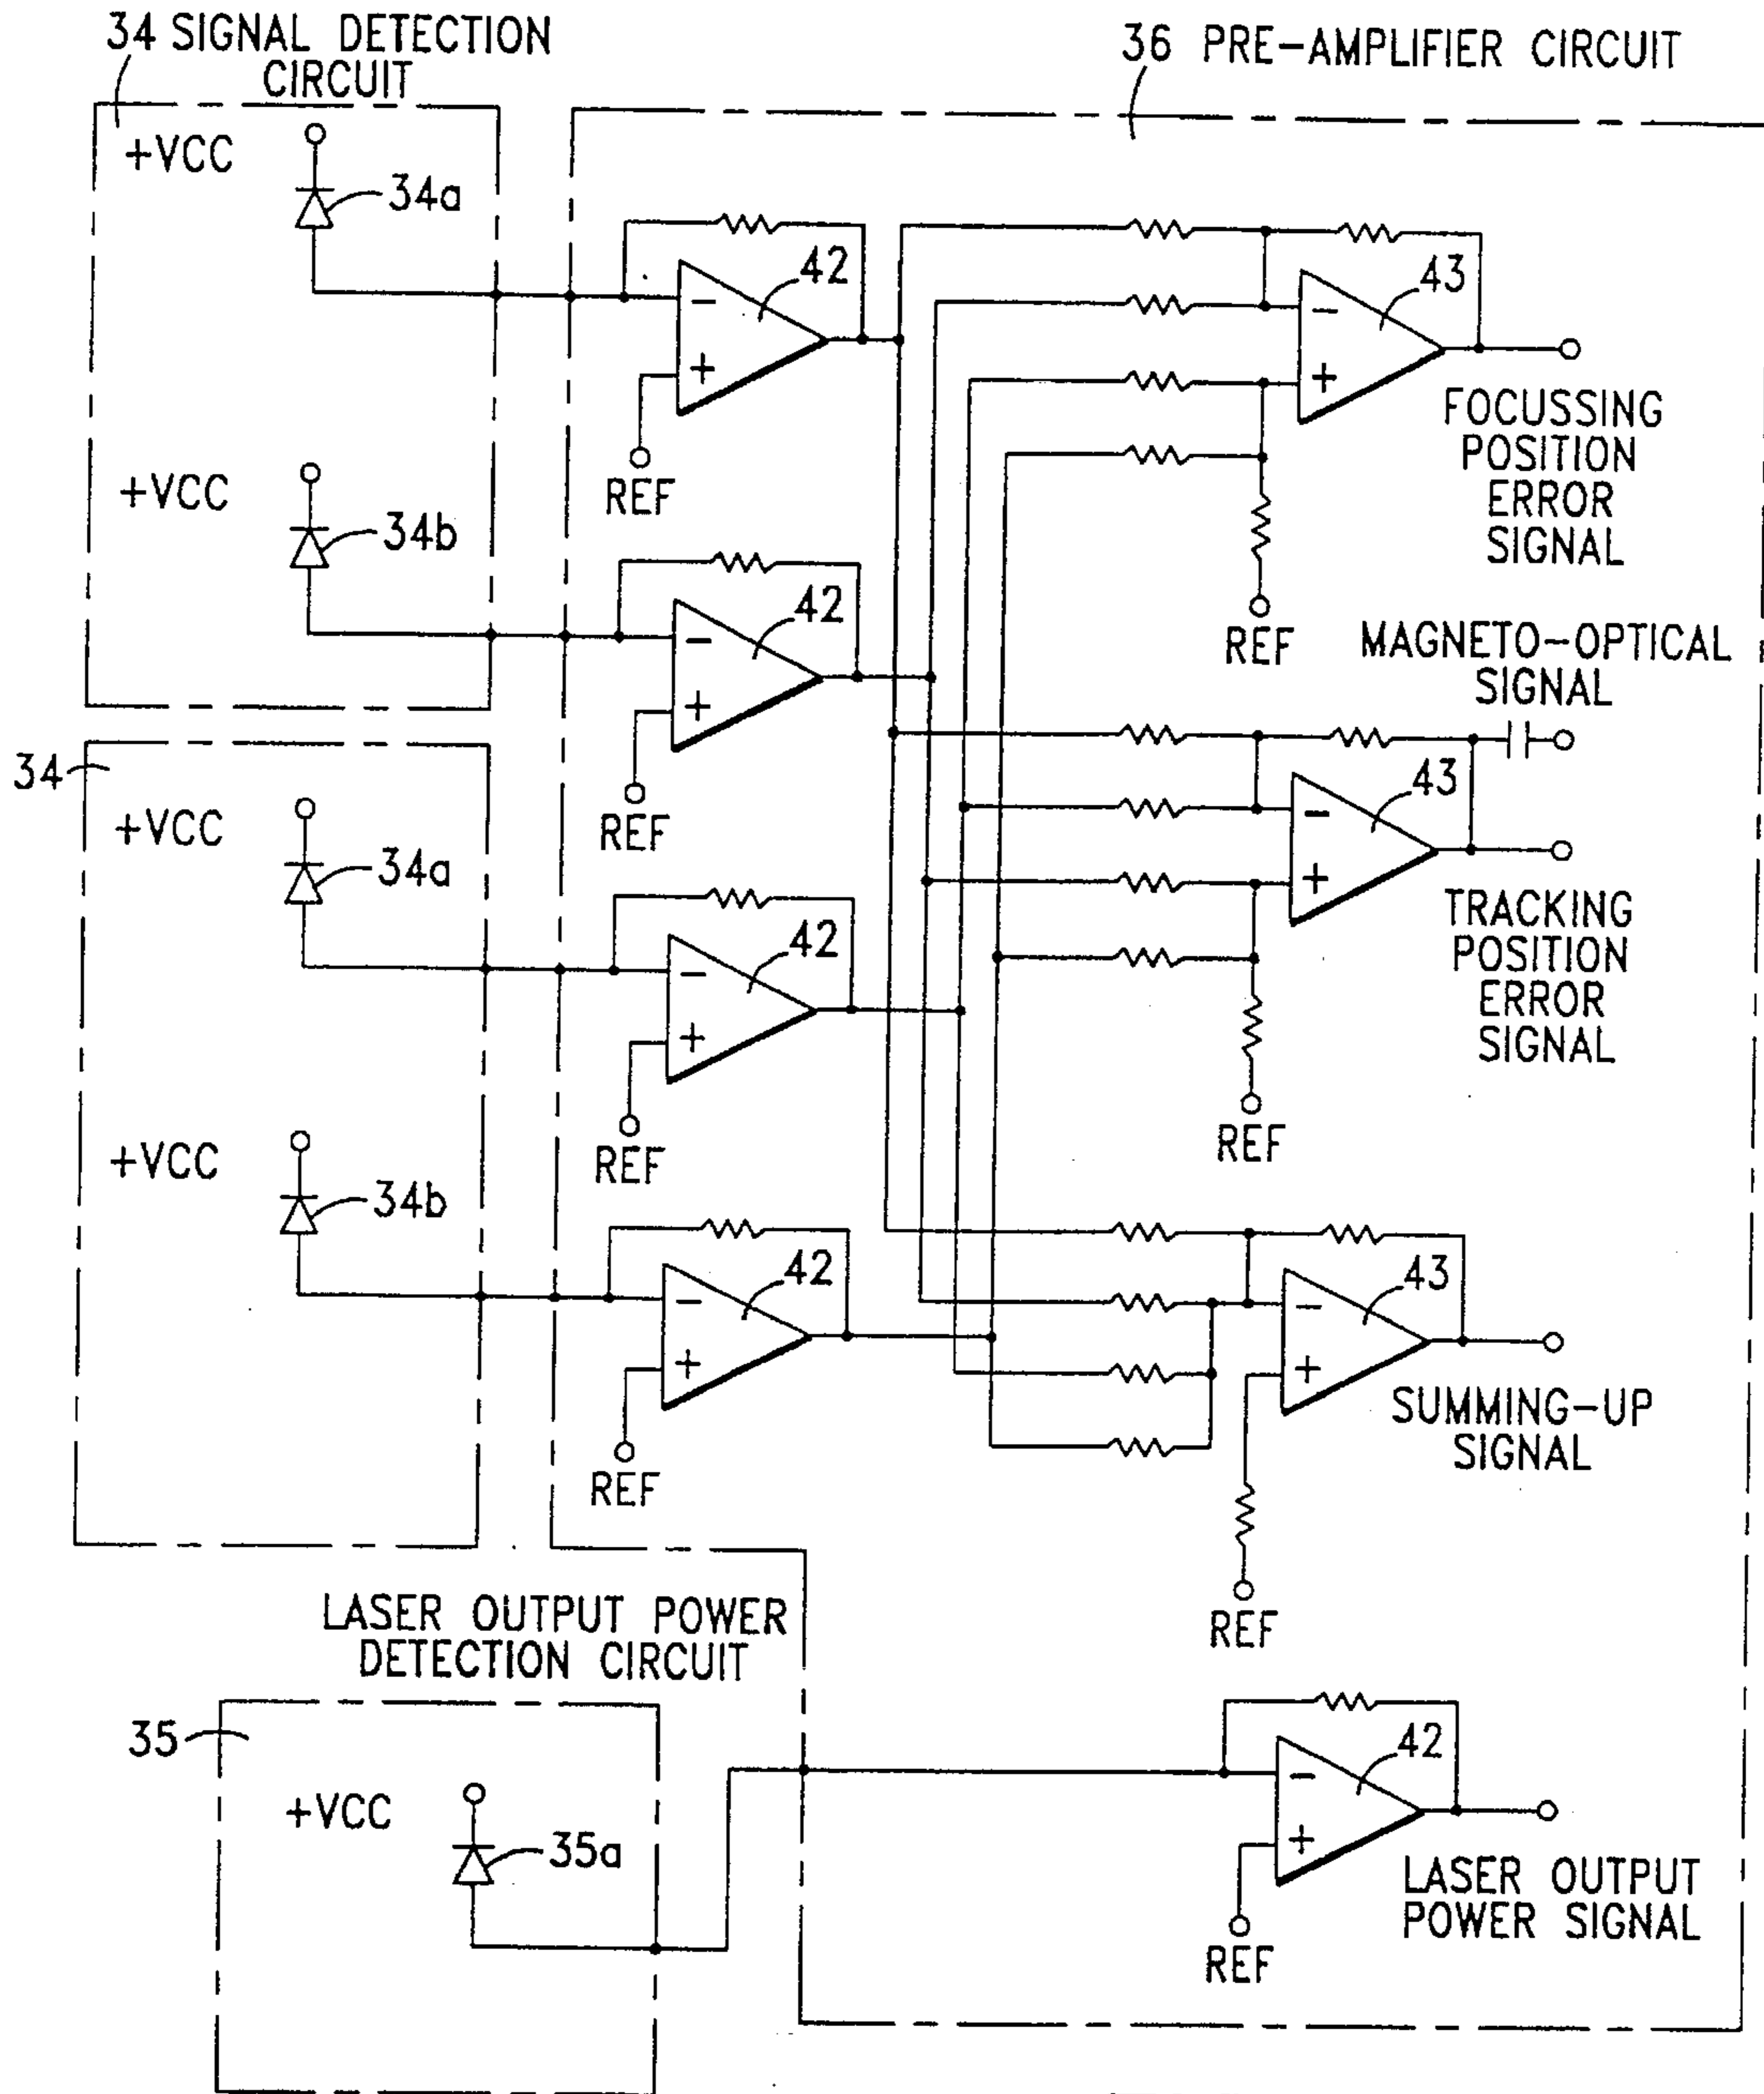 34 SIGNAL DETECTION
CIRCUIT
36 PRE-AMPLIFIER CIRCUIT
+VCC
34a
42
-
+
REF
43
-
+
FOCUSSING
POSITION
ERROR
SIGNAL
REF
+VCC
34b
42
-
+
REF
MAGNETO-OPTICAL
SIGNAL
34
+VCC
34a
42
-
+
REF
43
-
+
TRACKING
POSITION
ERROR
SIGNAL
REF
+VCC
34b
42
-
+
REF
43
-
+
SUMMING-UP
SIGNAL
REF
LASER OUTPUT POWER
DETECTION CIRCUIT
35
+VCC
35a
42
-
+
REF
LASER OUTPUT
POWER SIGNAL